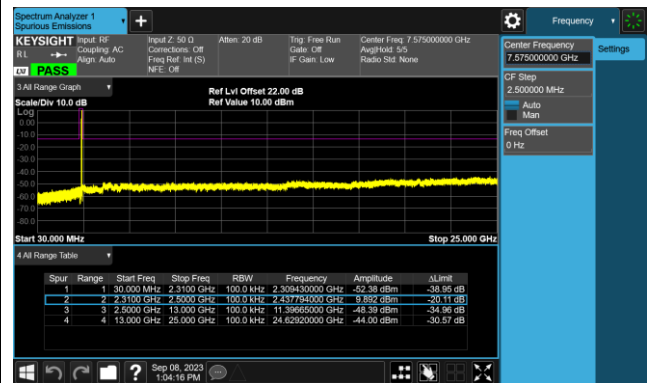 Spectrum Analyzer 1
Spurious Emissions
Frequency
KEYSIGHT
Input: RF
Input Z: 50 Ω
Atten: 20 dB
Trig: Free Run
Center Freq: 7.575000000 GHz
RL
Coupling: AC
Corrections: Off
Gate: Off
Avg|Hold: 5/5
Align: Auto
Freq Ref: Int (S)
IF Gain: Low
Radio Std: None
NFE: Off
LXI PASS
Center Frequency
7.575000000 GHz
Settings
CF Step
2.500000 MHz
Auto
Man
Freq Offset
0 Hz
3 All Range Graph
Ref Lvl Offset 22.00 dB
Scale/Div 10.0 dB
Ref Value 10.00 dBm
Log
0.00
-10.0
-20.0
-30.0
-40.0
-50.0
-60.0
-70.0
-80.0
Start 30.000 MHz
Stop 25.000 GHz
4 All Range Table
Spur Range Start Freq Stop Freq RBW Frequency Amplitude ΔLimit
1 1 30.000 MHz 2.3100 GHz 100.0 kHz 2.309430000 GHz -52.38 dBm -38.95 dB
2 2 2.3100 GHz 2.5000 GHz 100.0 kHz 2.437794000 GHz 9.892 dBm -20.11 dB
3 3 2.5000 GHz 13.000 GHz 100.0 kHz 11.39665000 GHz -48.39 dBm -34.96 dB
4 4 13.000 GHz 25.000 GHz 100.0 kHz 24.62920000 GHz -44.00 dBm -30.57 dB
?
Sep 08, 2023
1:04:16 PM